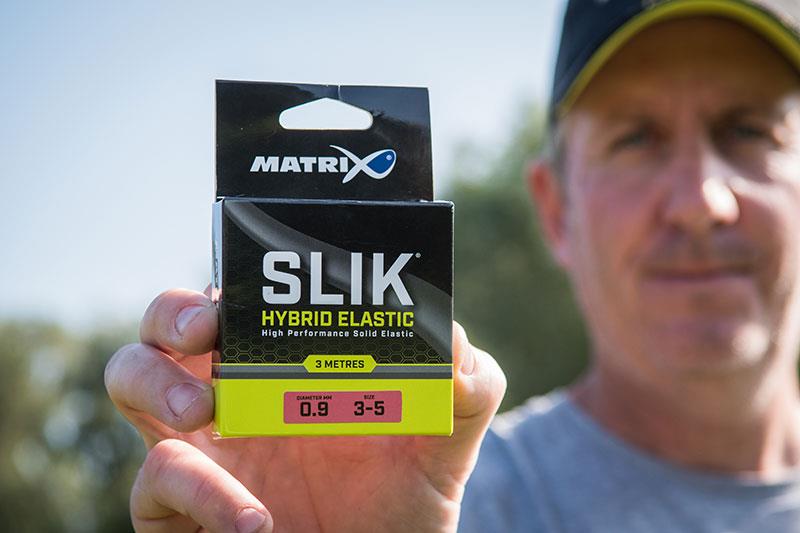 MATRIX
SLIK®
HYBRID ELASTIC
High Performance Solid Elastic
3 METRES
DIAMETER MM SIZE
0.9 3-5